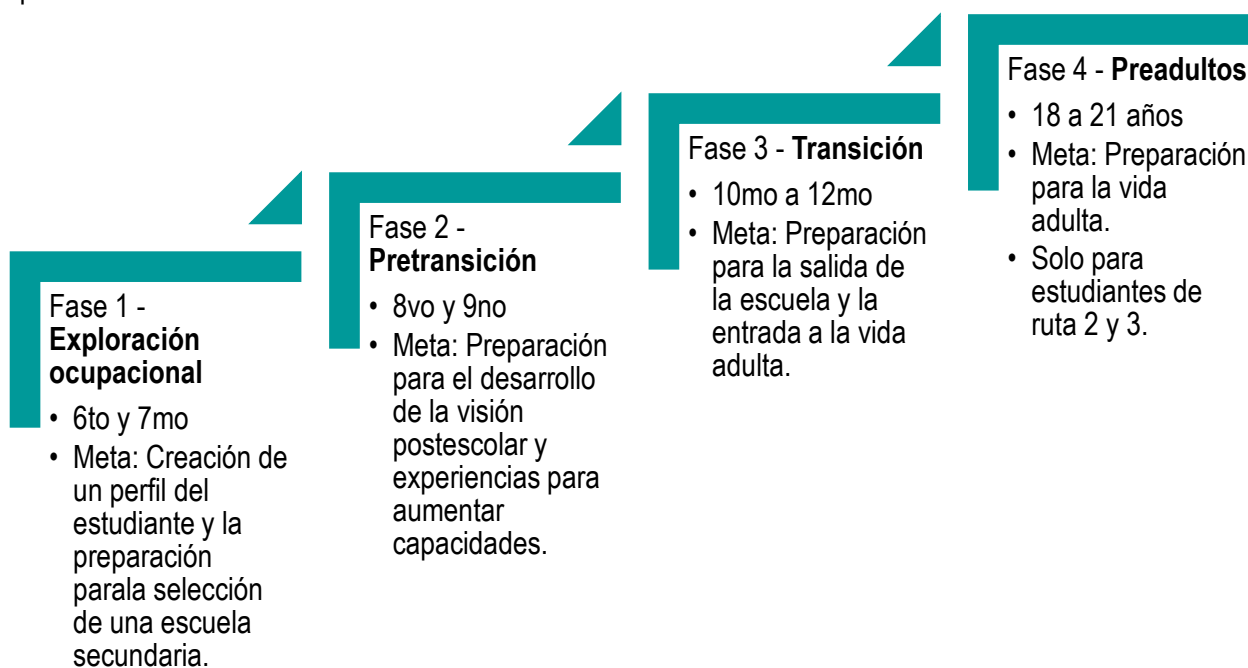 Fase 1 -
Exploración
ocupacional
• 6to y 7mo
• Meta: Creación de
un perfil del
estudiante y la
preparación
parala selección
de una escuela
secundaria.
Fase 2 -
Pretransición
• 8vo y 9no
• Meta: Preparación
para el desarrollo
de la visión
postescolar y
experiencias para
aumentar
capacidades.
Fase 3 - Transición
• 10mo a 12mo
• Meta: Preparación
para la salida de
la escuela y la
entrada a la vida
adulta.
Fase 4 - Preadultos
• 18 a 21 años
• Meta: Preparación
para la vida
adulta.
• Solo para
estudiantes de
ruta 2 y 3.